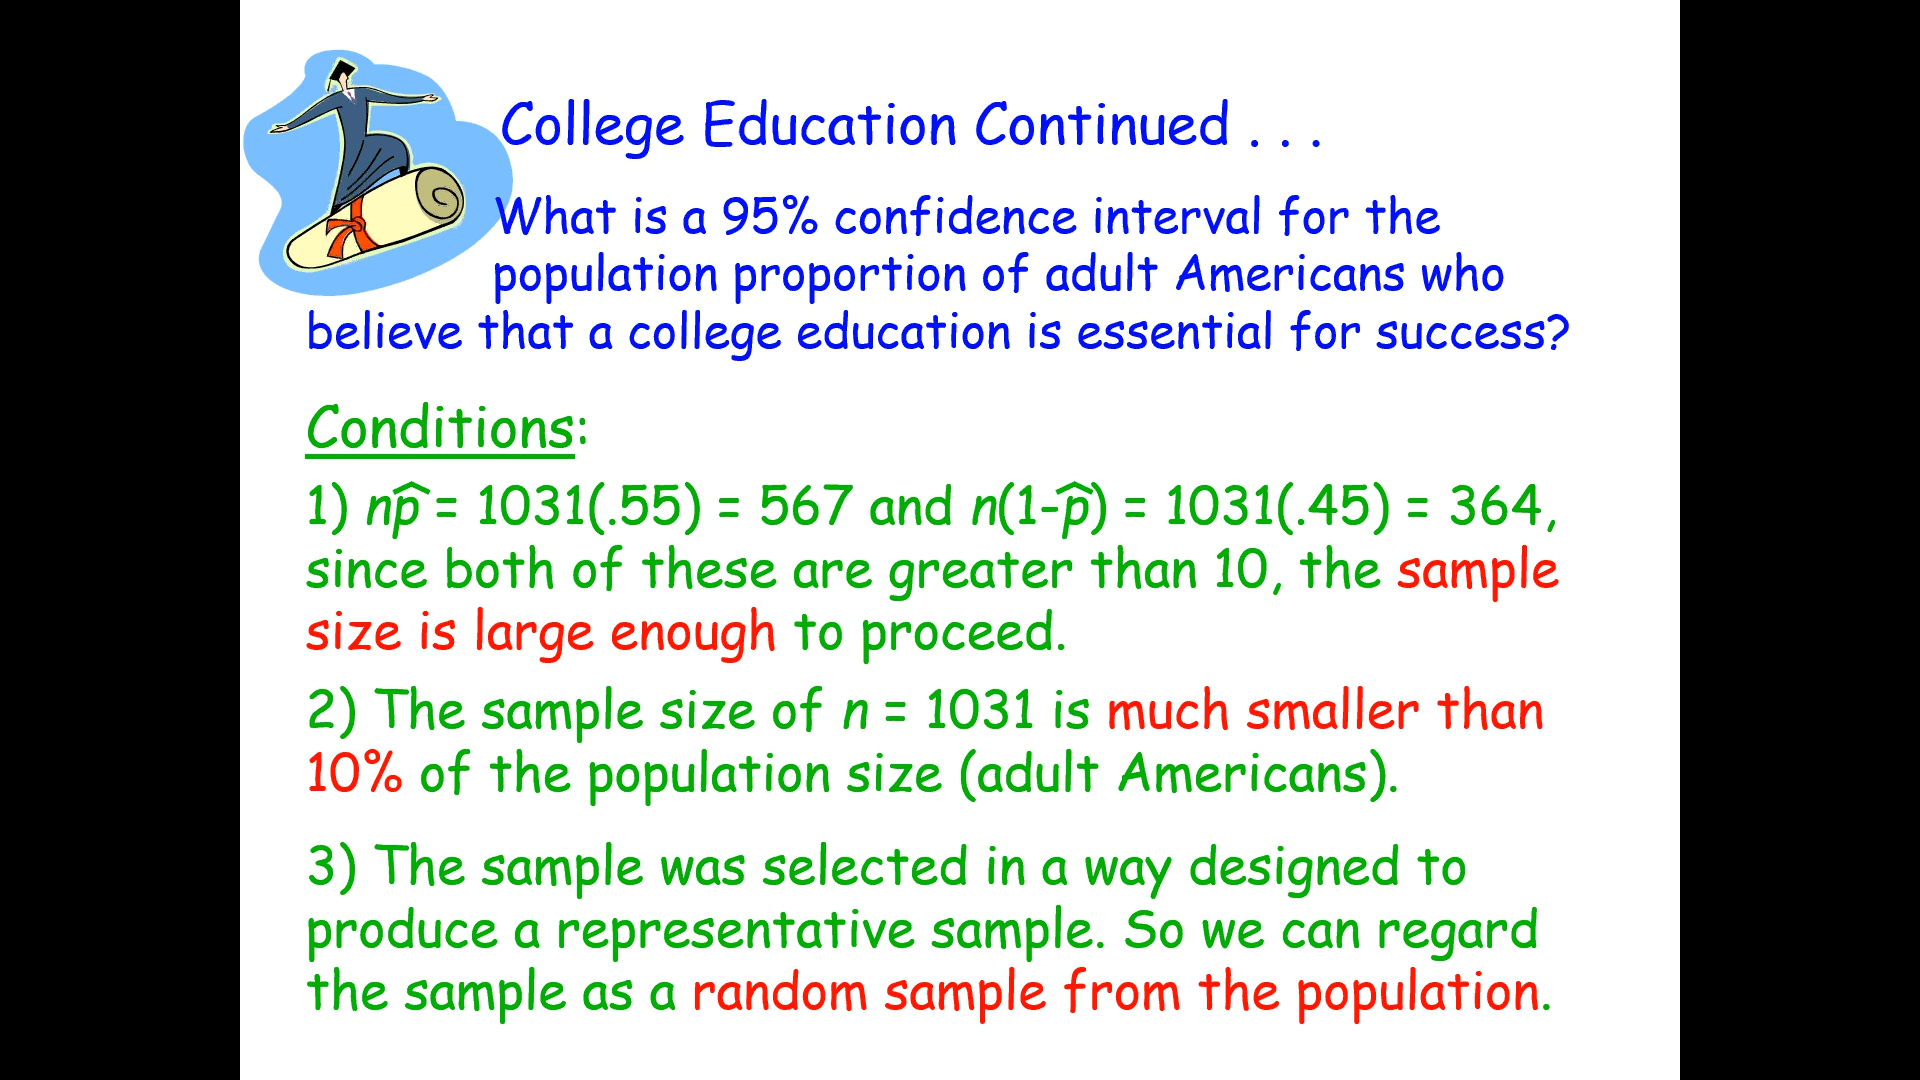 College Education Continued . . .
What is a 95% confidence interval for the
population proportion of adult Americans who
believe that a college education is essential for success?
Conditions:
1) np̂ = 1031(.55) = 567 and n(1-p̂) = 1031(.45) = 364,
since both of these are greater than 10, the sample
size is large enough to proceed.
2) The sample size of n = 1031 is much smaller than
10% of the population size (adult Americans).
3) The sample was selected in a way designed to
produce a representative sample. So we can regard
the sample as a random sample from the population.